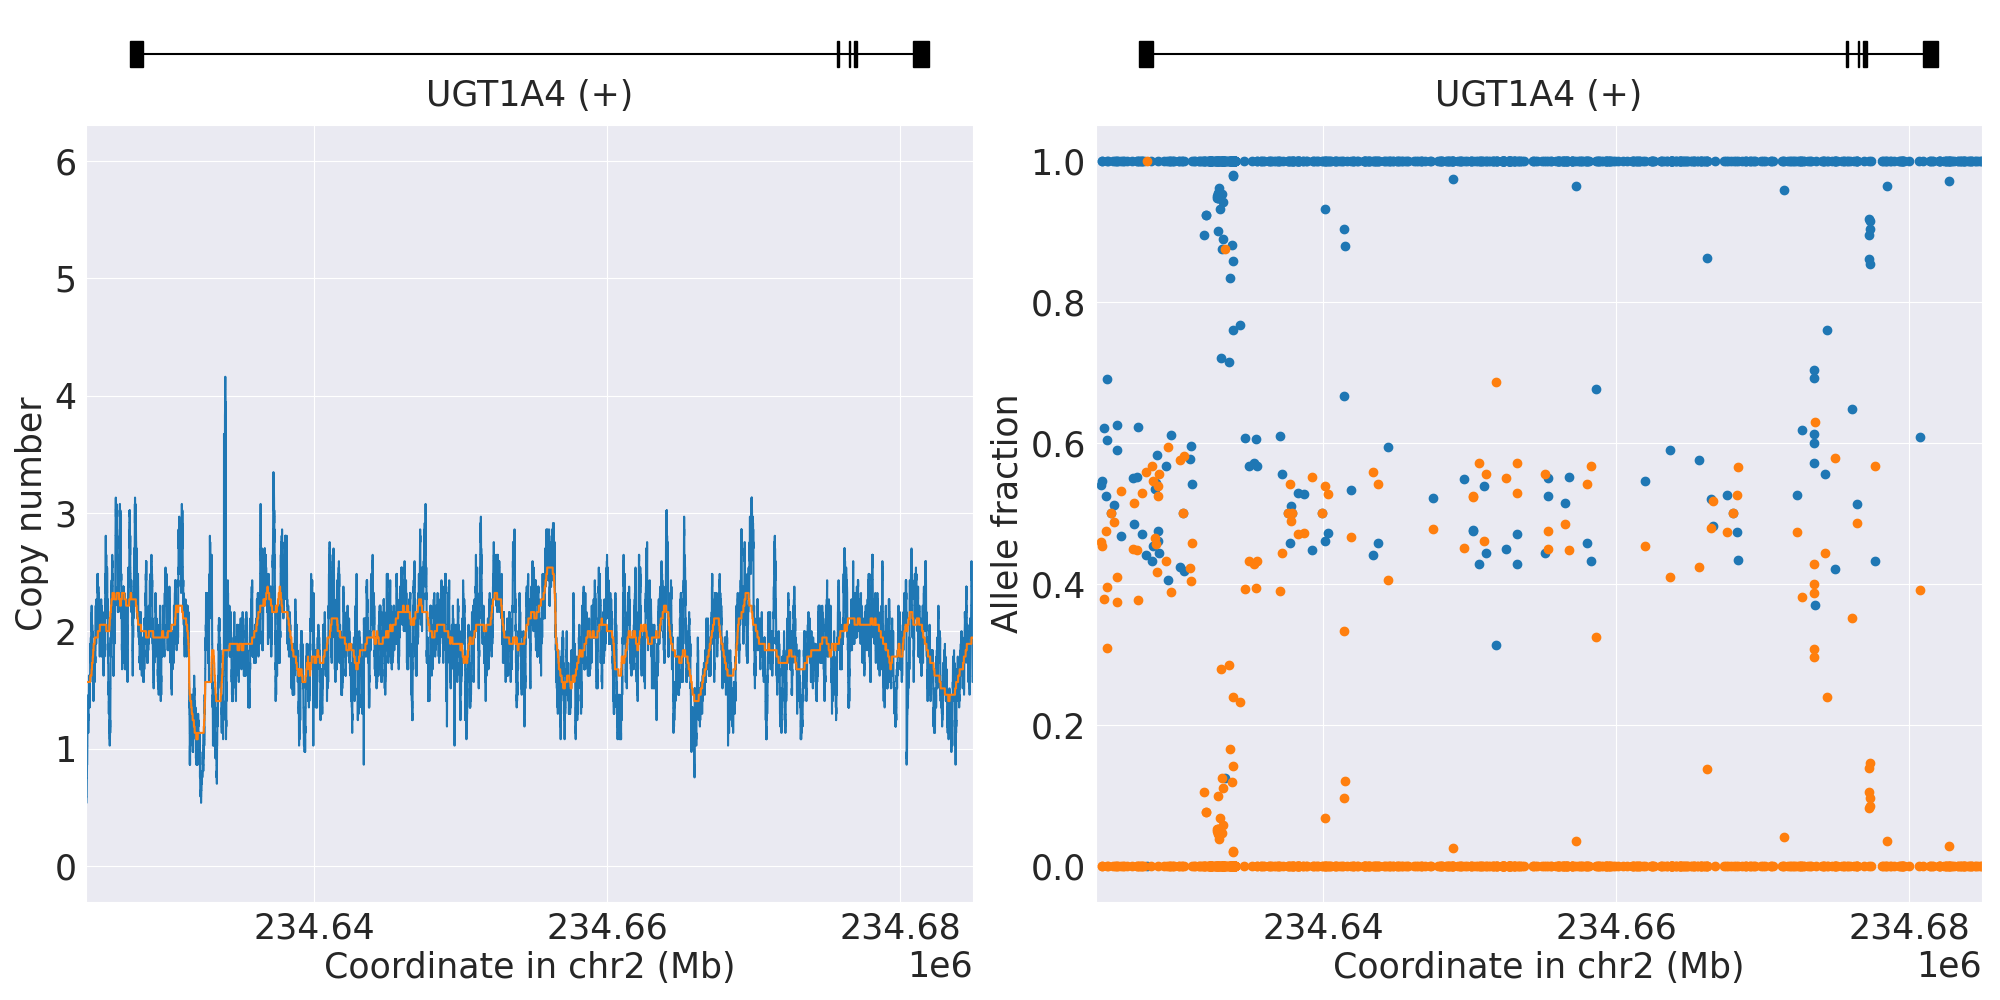 UGT1A4 (+)
6
5
4
3
2
1
0
Copy number
234.64 234.66 234.68
1e6
Coordinate in chr2 (Mb)
UGT1A4 (+)
1.0
0.8
0.6
0.4
0.2
0.0
Allele fraction
234.64 234.66 234.68
1e6
Coordinate in chr2 (Mb)